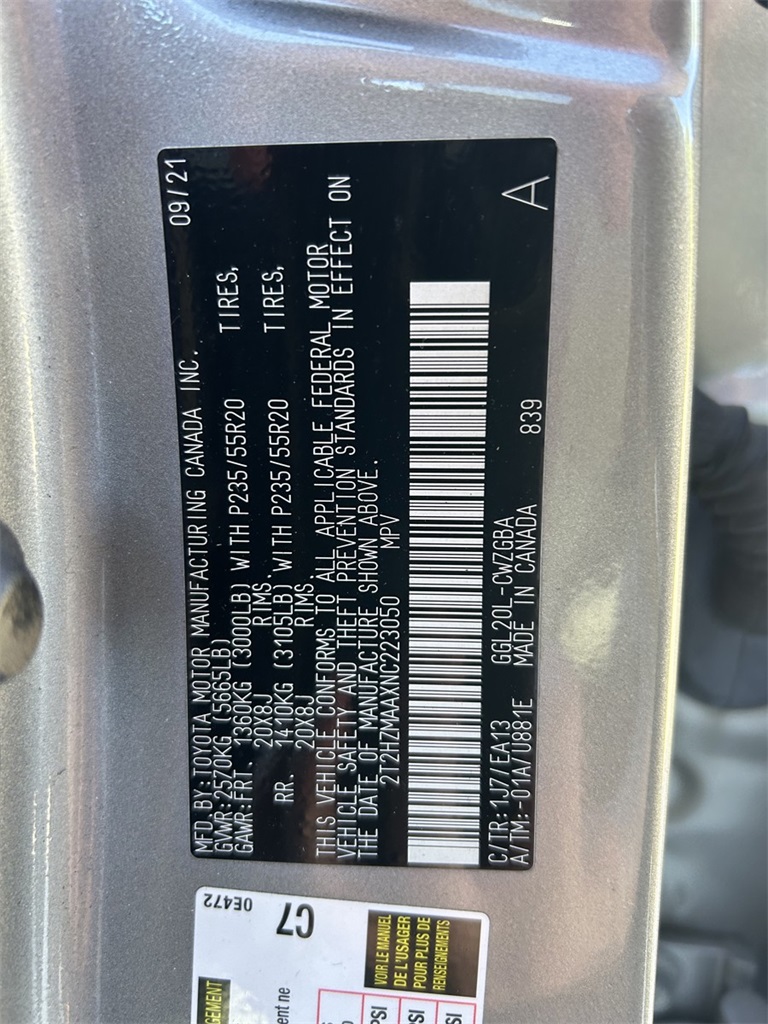 MFD.BY:TOYOTA MOTOR MANUFACTURING CANADA INC. 09/21
GVWR:2570KG (5665LB)
GAWR:FRT. 1360KG (3000LB) WITH P235/55R20 TIRES,
20X8J RIMS.
RR. 1410KG (3105LB) WITH P235/55R20 TIRES,
20X8J RIMS.
THIS VEHICLE CONFORMS TO ALL APPLICABLE FEDERAL MOTOR
VEHICLE SAFETY AND THEFT PREVENTION STANDARDS IN EFFECT ON
THE DATE OF MANUFACTURE SHOWN ABOVE.
2T2HZMAAXNC223050 MPV
C/TR:1J7/EA13 GGL20L-CWZGBA 839 A
A/TM:-01A/U881E MADE IN CANADA
0E472
C7
VOIR LE MANUEL
DE L'USAGER
POUR PLUS DE
RENSEIGNEMENTS
PSI
PSI
SI